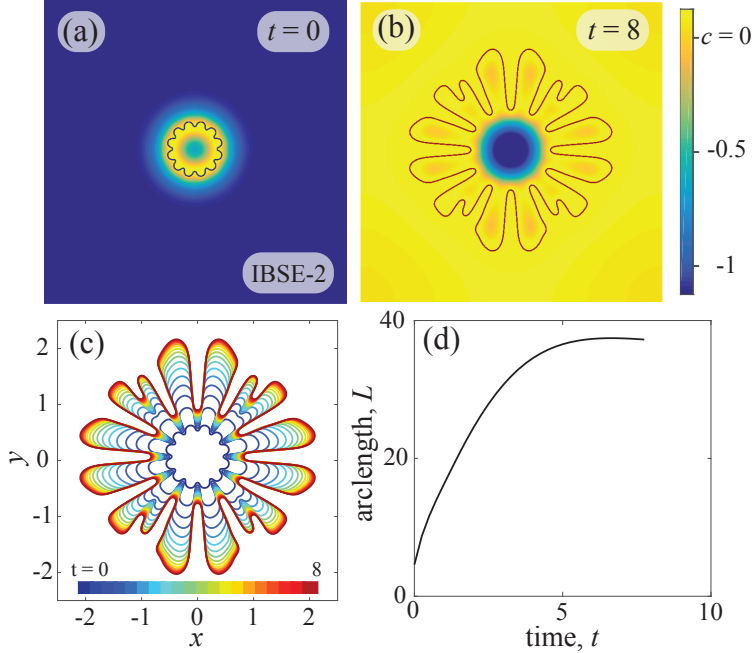 (a)
t = 0
IBSE-2
(b)
t = 8
c = 0
-0.5
-1
(c)
2
1
0
-1
-2
y
t = 0
8
-2
-1
0
1
2
x
(d)
40
20
0
arclength, L
0
5
10
time, t